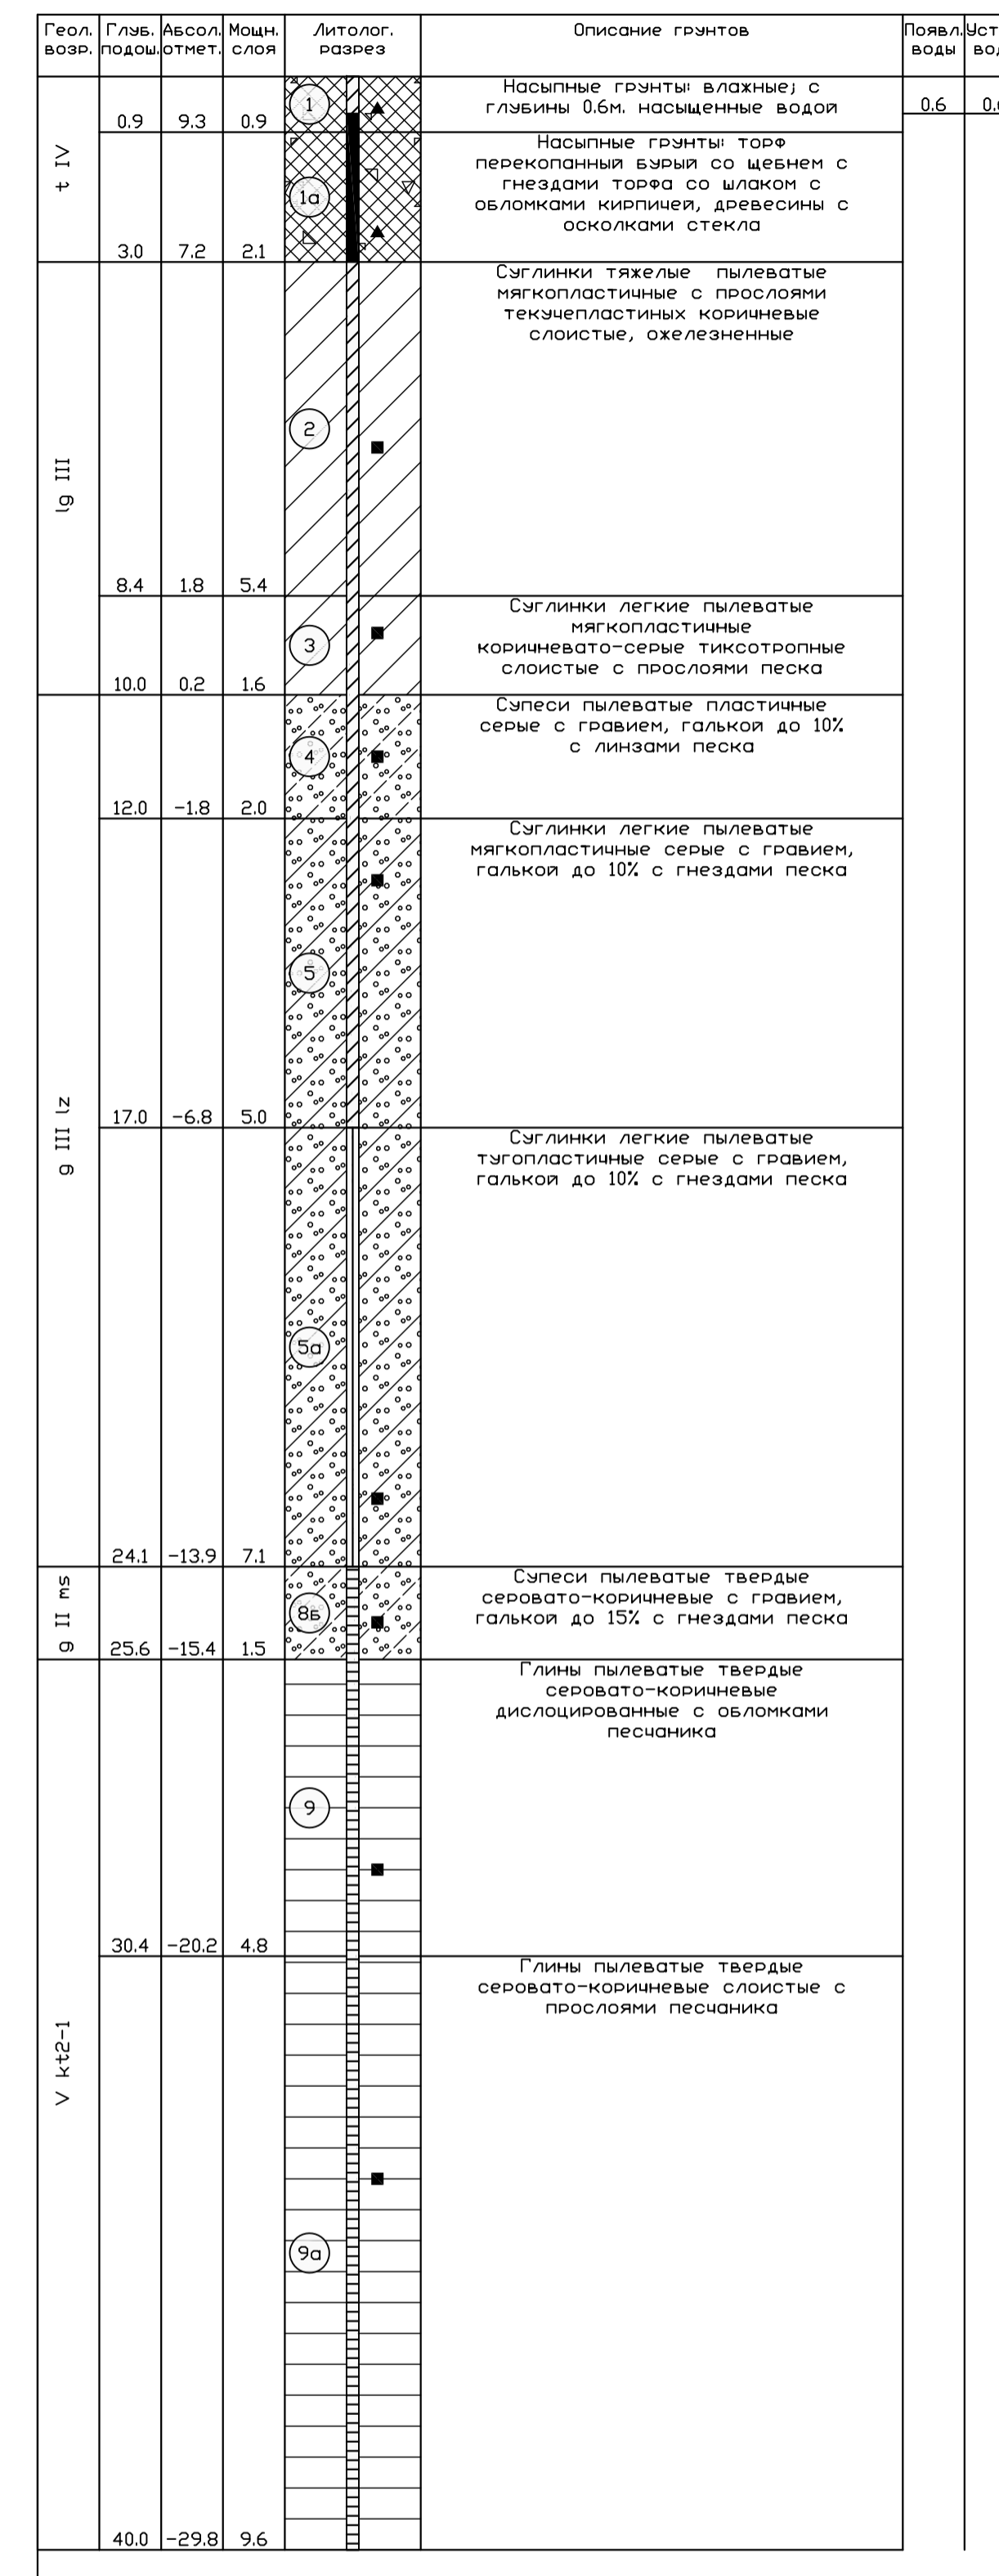 Геол. Глуб. Абсол. Мощн. Литолог. Описание грунтов Появл.
возр. подош. отмет. слоя разрез воды
t IV
1
Насыпные грунты: влажные; с
глубины 0.6м. насыщенные водой
0.9 9.3 0.9
0.6
1а
Насыпные грунты: торф
перекопанный бурый со щебнем с
гнездами торфа со шлаком с
обломками кирпичей, древесины с
осколками стекла
3.0 7.2 2.1
lg III
2
Суглинки тяжелые пылеватые
мягкопластичные с прослоями
текучепластиных коричневые
слоистые, ожелезненные
8.4 1.8 5.4
3
Суглинки легкие пылеватые
мягкопластичные
коричневато-серые тиксотропные
слоистые с прослоями песка
10.0 0.2 1.6
g III lz
4
Супеси пылеватые пластичные
серые с гравием, галькой до 10%
с линзами песка
12.0 -1.8 2.0
5
Суглинки легкие пылеватые
мягкопластичные серые с гравием,
галькой до 10% с гнездами песка
17.0 -6.8 5.0
5а
Суглинки легкие пылеватые
тугопластичные серые с гравием,
галькой до 10% с гнездами песка
24.1 -13.9 7.1
g II ms
8б
Супеси пылеватые твердые
серовато-коричневые с гравием,
галькой до 15% с гнездами песка
25.6 -15.4 1.5
V kt2-1
9
Глины пылеватые твердые
серовато-коричневые
дислоцированные с обломками
песчаника
30.4 -20.2 4.8
9а
Глины пылеватые твердые
серовато-коричневые слоистые с
прослоями песчаника
40.0 -29.8 9.6